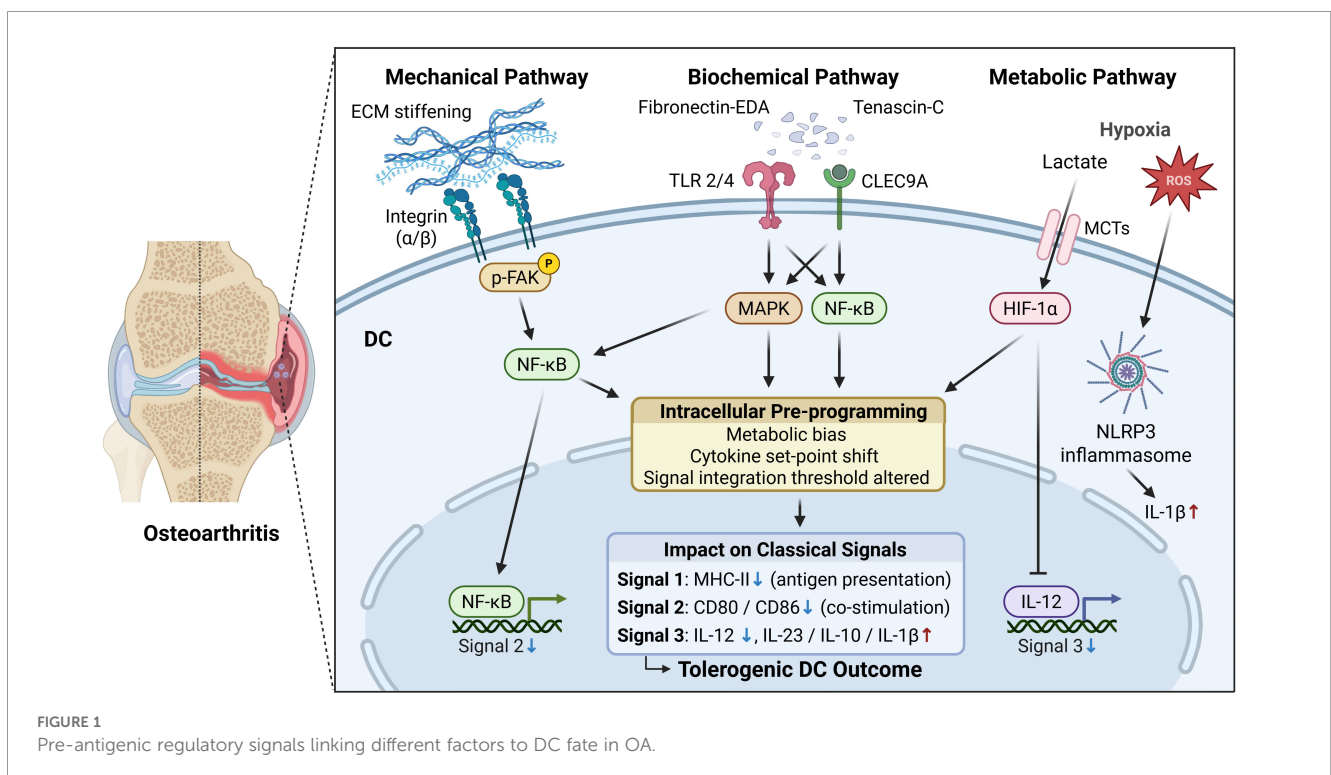 Mechanical Pathway
ECM stiffening
Integrin
(α/β)
p-FAK
P
NF-κB
DC
NF-κB
Signal 2↓
Biochemical Pathway
Fibronectin-EDA
Tenascin-C
TLR 2/4
CLEC9A
MAPK
NF-κB
Metabolic Pathway
Hypoxia
Lactate
ROS
MCTs
HIF-1α
NLRP3
inflammasome
IL-1β↑
Intracellular Pre-programming
Metabolic bias
Cytokine set-point shift
Signal integration threshold altered
Impact on Classical Signals
Signal 1: MHC-II↓ (antigen presentation)
Signal 2: CD80 / CD86↓ (co-stimulation)
Signal 3: IL-12 ↓, IL-23 / IL-10 / IL-1β↑
Tolerogenic DC Outcome
IL-12
Signal 3↓
Osteoarthritis
FIGURE 1
Pre-antigenic regulatory signals linking different factors to DC fate in OA.